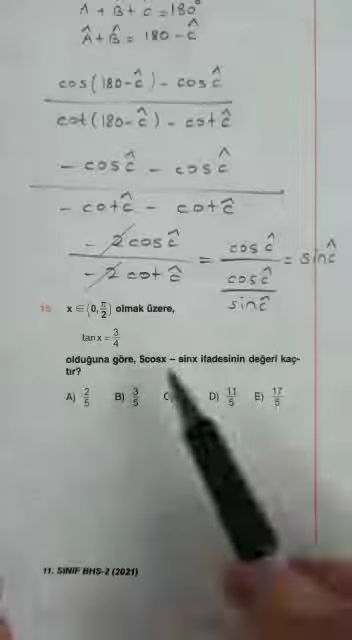 Â + B̂ + ĉ = 180°
Â + B̂ = 180 - ĉ
cos(180-ĉ) - cosĉ
cot(180-ĉ) - cotĉ
- cosĉ - cosĉ
- cotĉ - cotĉ
-2cosĉ / -2cotĉ = cosĉ / (cosĉ / sinĉ) = sinĉ
15. x ∈ (0, π/2) olmak üzere,
tanx = 3/4
olduğuna göre, 5cosx – sinx ifadesinin değeri kaç-
tır?
A) 2/5 B) 3/5 C) D) 11/5 E) 17/5
11. SINIF BHS-2 (2021)